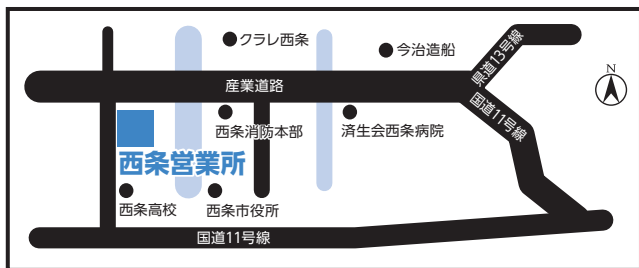 クラレ西条
今治造船
県道13号線
N
産業道路
国道11号線
西条消防本部
済生会西条病院
西条営業所
西条高校
西条市役所
国道11号線